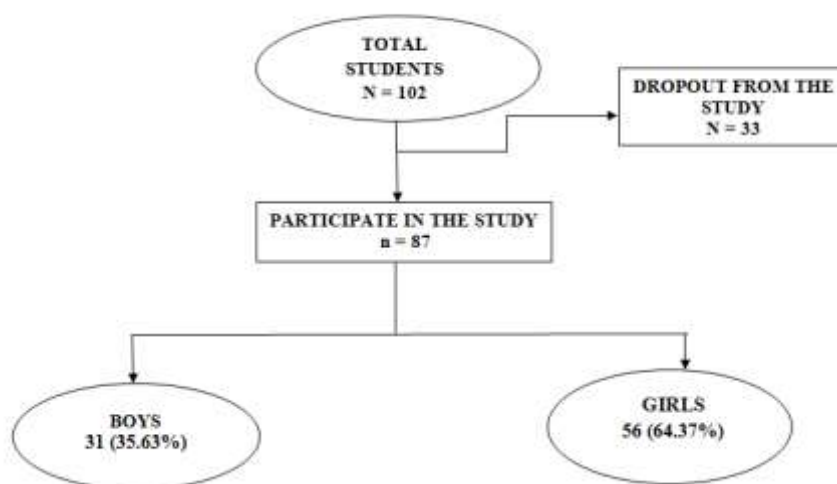 TOTAL
STUDENTS
N = 102
DROPOUT FROM THE
STUDY
N = 33
PARTICIPATE IN THE STUDY
n = 87
BOYS
31 (35.63%)
GIRLS
56 (64.37%)